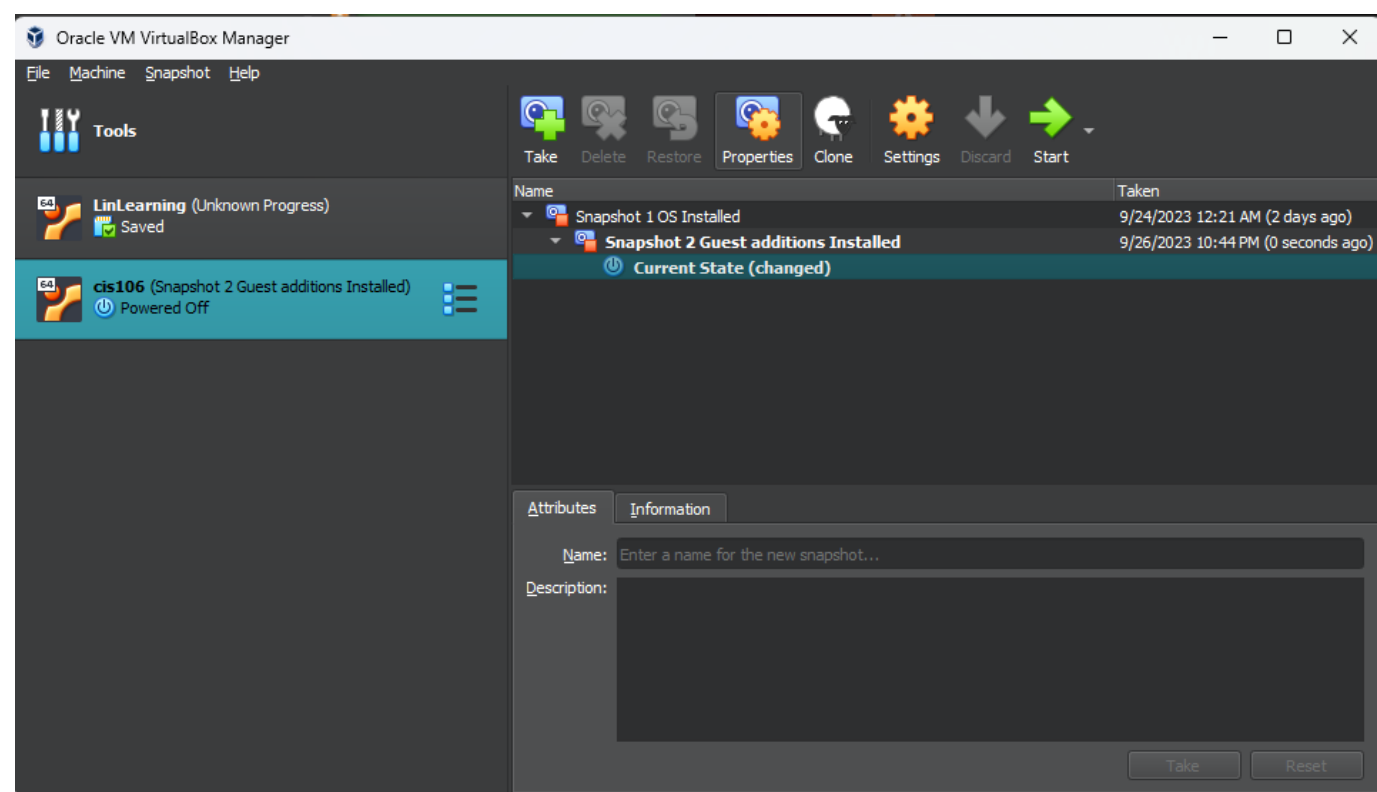 Oracle VM VirtualBox Manager
File Machine Snapshot Help
Tools
Take Delete Restore Properties Clone Settings Discard Start
64 LinLearning (Unknown Progress)
Saved
64 cis106 (Snapshot 2 Guest additions Installed)
Powered Off
Name Taken
Snapshot 1 OS Installed 9/24/2023 12:21 AM (2 days ago)
Snapshot 2 Guest additions Installed 9/26/2023 10:44 PM (0 seconds ago)
Current State (changed)
Attributes Information
Name: Enter a name for the new snapshot...
Description:
Take Reset